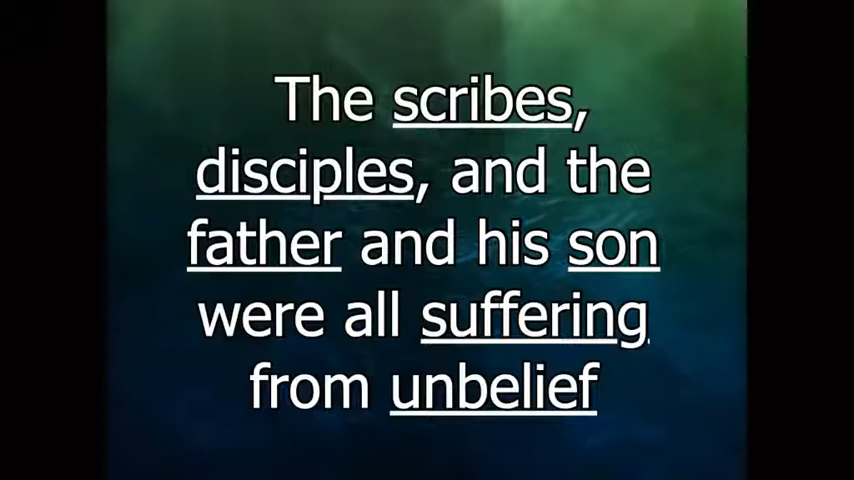 The scribes,
disciples, and the
father and his son
were all suffering
from unbelief